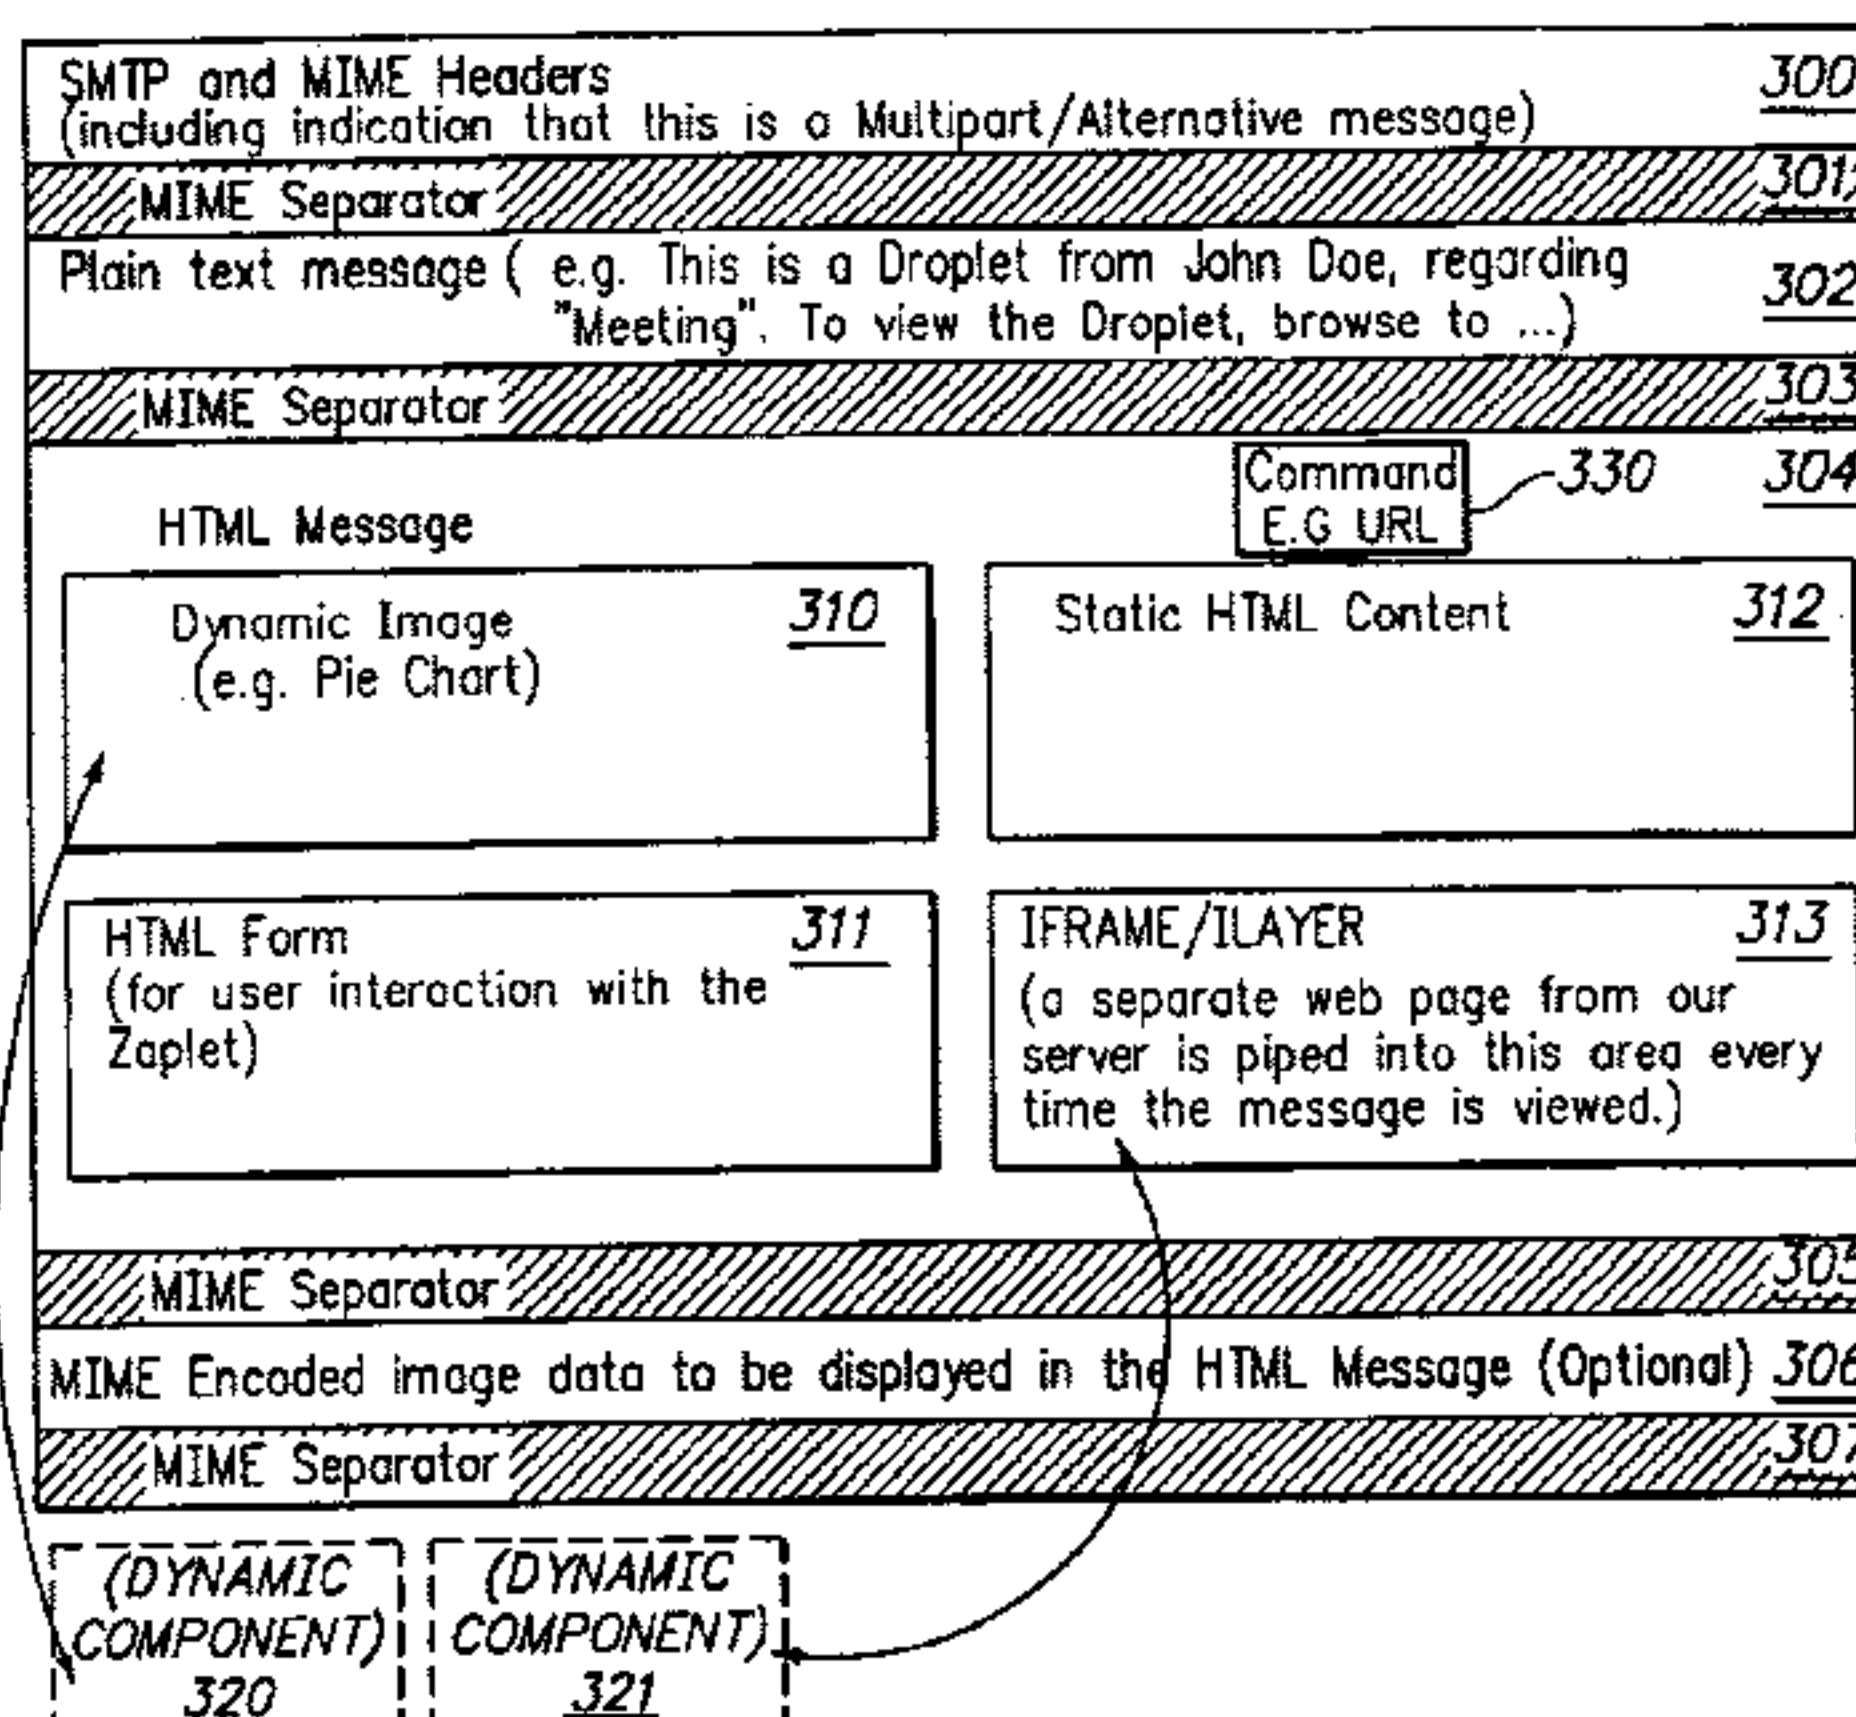 SMTP and MIME Headers 300
(including indication that this is a Multipart/Alternative message)
MIME Separator 301
Plain text message ( e.g. This is a Droplet from John Doe, regarding
"Meeting". To view the Droplet, browse to ...) 302
MIME Separator 303
Command 330 304
E.G URL
HTML Message
Dynamic Image 310
(e.g. Pie Chart)
Static HTML Content 312
HTML Form 311
(for user interaction with the
Zaplet)
IFRAME/ILAYER 313
(a separate web page from our
server is piped into this area every
time the message is viewed.)
MIME Separator 305
MIME Encoded image data to be displayed in the HTML Message (Optional) 306
MIME Separator 307
(DYNAMIC
COMPONENT)
320
(DYNAMIC
COMPONENT)
321